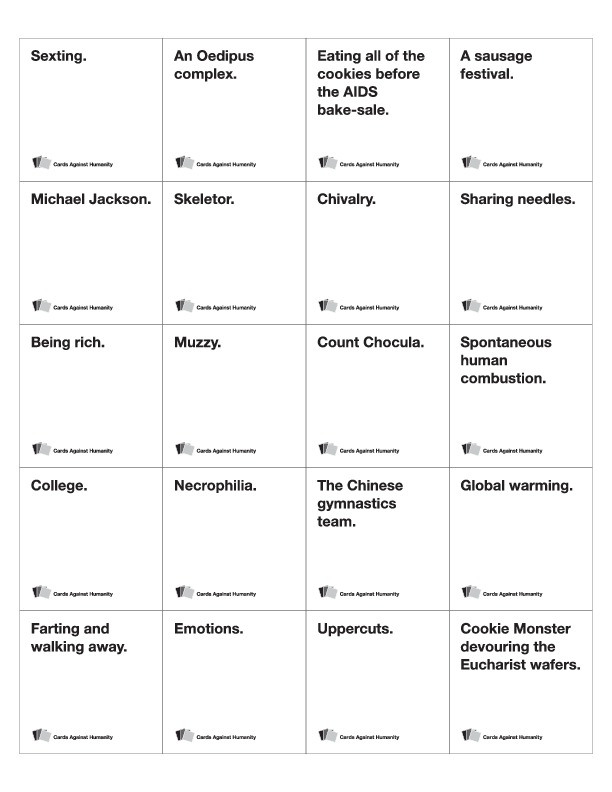 Sexting.
An Oedipus
complex.
Eating all of the
cookies before
the AIDS
bake-sale.
A sausage
festival.
Cards Against Humanity
Cards Against Humanity
Cards Against Humanity
Cards Against Humanity
Michael Jackson.
Skeletor.
Chivalry.
Sharing needles.
Cards Against Humanity
Cards Against Humanity
Cards Against Humanity
Cards Against Humanity
Being rich.
Muzzy.
Count Chocula.
Spontaneous
human
combustion.
Cards Against Humanity
Cards Against Humanity
Cards Against Humanity
Cards Against Humanity
College.
Necrophilia.
The Chinese
gymnastics
team.
Global warming.
Cards Against Humanity
Cards Against Humanity
Cards Against Humanity
Cards Against Humanity
Farting and
walking away.
Emotions.
Uppercuts.
Cookie Monster
devouring the
Eucharist wafers.
Cards Against Humanity
Cards Against Humanity
Cards Against Humanity
Cards Against Humanity